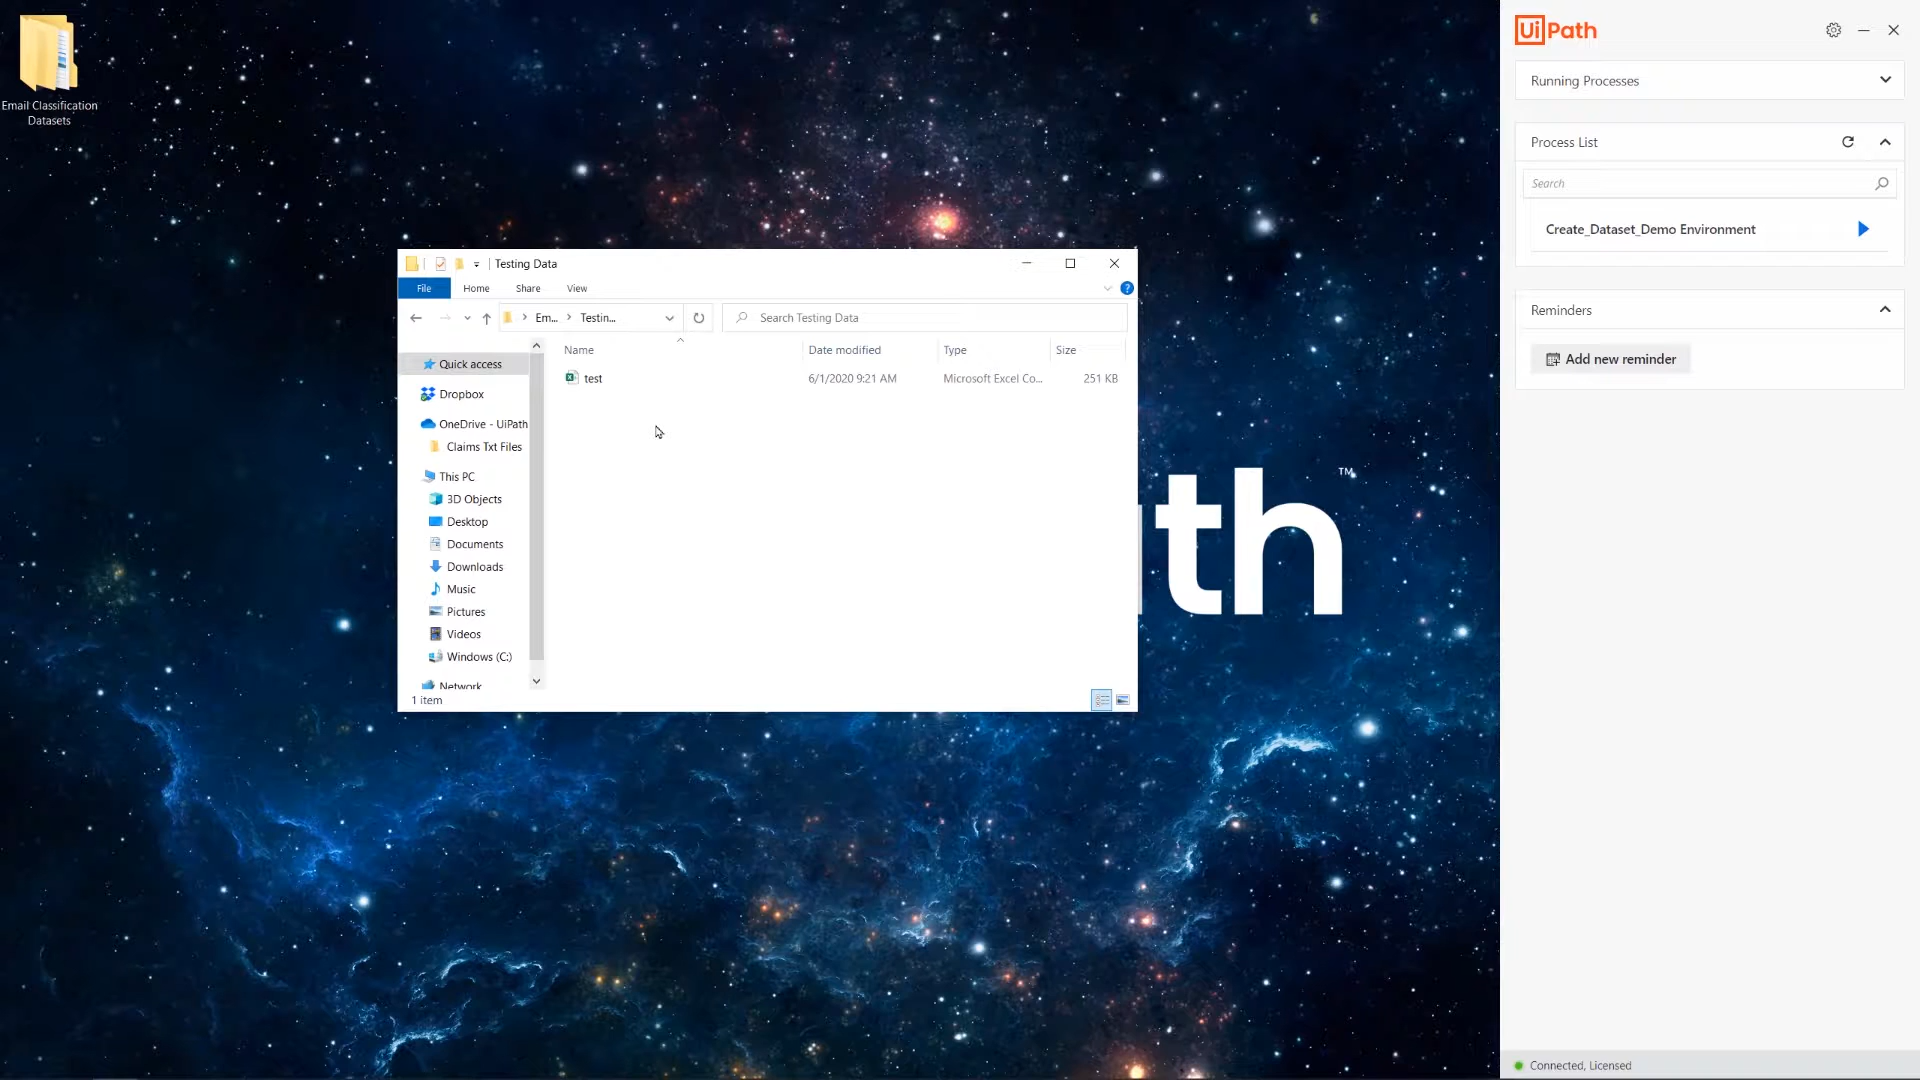 Email Classification
Datasets
Testing Data
File
Home
Share
View
Em...
Testin...
Search Testing Data
Name
Date modified
Type
Size
test
6/1/2020 9:21 AM
Microsoft Excel Co...
251 KB
Quick access
Dropbox
OneDrive - UiPath
Claims Txt Files
This PC
3D Objects
Desktop
Documents
Downloads
Music
Pictures
Videos
Windows (C:)
Network
1 item
th
TM
UiPath
Running Processes
Process List
Search
Create_Dataset_Demo Environment
Reminders
Add new reminder
Connected, Licensed